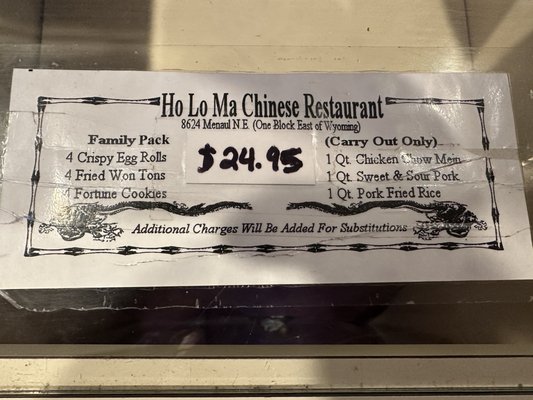 Ho Lo Ma Chinese Restaurant
8624 Menaul N.E. (One Block East of Wyoming)
Family Pack
4 Crispy Egg Rolls
4 Fried Won Tons
4 Fortune Cookies
$24.95
(Carry Out Only)
1 Qt. Chicken Chow Mein
1 Qt. Sweet & Sour Pork
1 Qt. Pork Fried Rice
Additional Charges Will Be Added For Substitutions